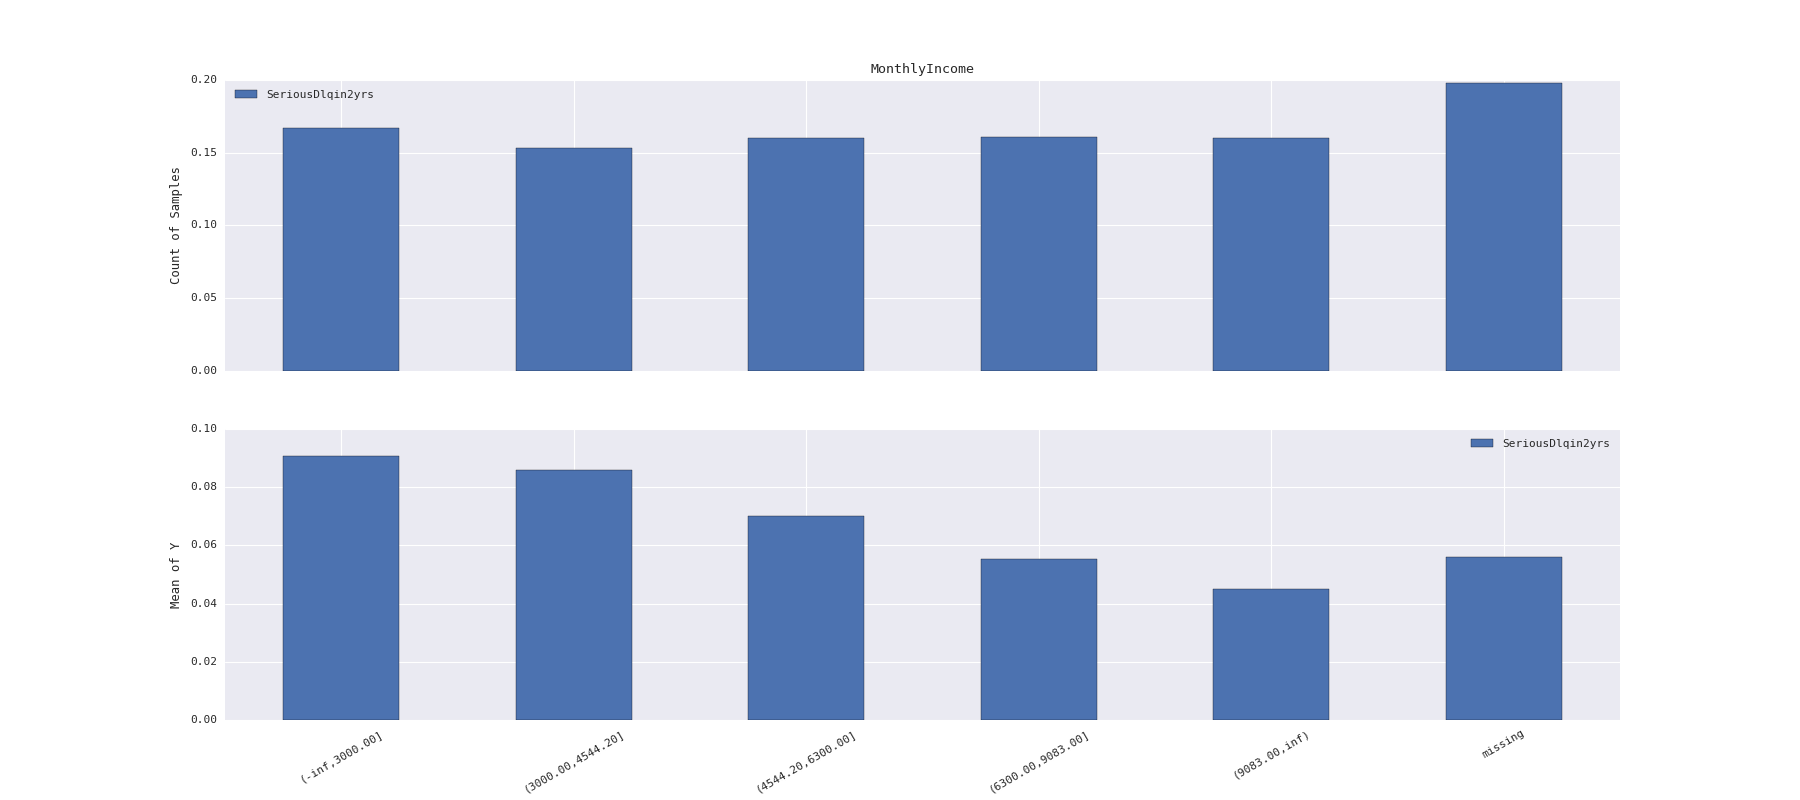 MonthlyIncome
0.20
SeriousDlqin2yrs
0.15
0.10
0.05
0.00
Count of Samples
0.10
SeriousDlqin2yrs
0.08
0.06
0.04
0.02
0.00
Mean of Y
(-inf,3000.00]
(3000.00,4544.20]
(4544.20,6300.00]
(6300.00,9083.00]
(9083.00,inf)
missing